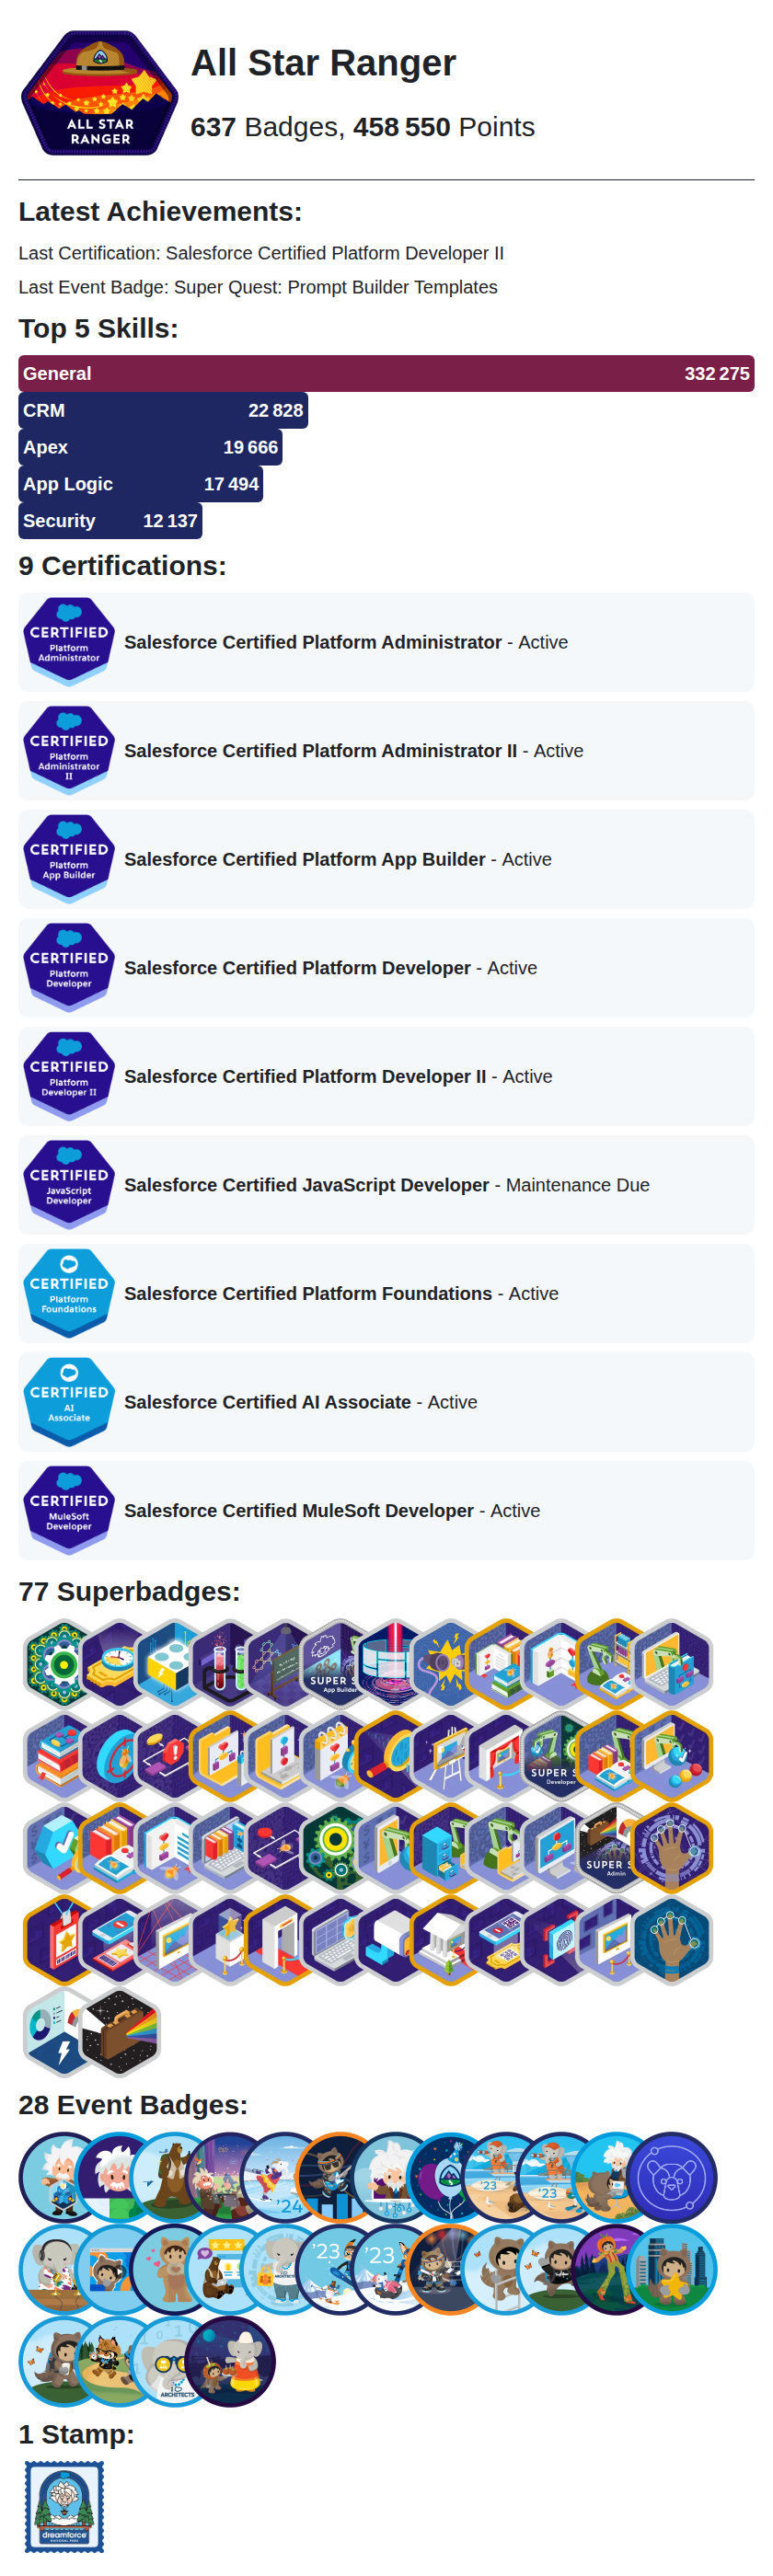 ALL STAR
RANGER
All Star Ranger
637 Badges, 458 550 Points
Latest Achievements:
Last Certification: Salesforce Certified Platform Developer II
Last Event Badge: Super Quest: Prompt Builder Templates
Top 5 Skills:
General 332 275
CRM 22 828
Apex 19 666
App Logic 17 494
Security 12 137
9 Certifications:
CERTIFIED
Platform
Administrator
Salesforce Certified Platform Administrator - Active
CERTIFIED
Platform
Administrator
II
Salesforce Certified Platform Administrator II - Active
CERTIFIED
Platform
App Builder
Salesforce Certified Platform App Builder - Active
CERTIFIED
Platform
Developer
Salesforce Certified Platform Developer - Active
CERTIFIED
Platform
Developer II
Salesforce Certified Platform Developer II - Active
CERTIFIED
JavaScript
Developer
Salesforce Certified JavaScript Developer - Maintenance Due
CERTIFIED
Platform
Foundations
Salesforce Certified Platform Foundations - Active
CERTIFIED
AI
Associate
Salesforce Certified AI Associate - Active
CERTIFIED
MuleSoft
Developer
Salesforce Certified MuleSoft Developer - Active
77 Superbadges:
SUPER S
App Builder
SUPER S
Developer
SUPER S
Admin
28 Event Badges:
'24
'23
'23
'23
'23
ARCHITECTS
1 Stamp:
dreamforce